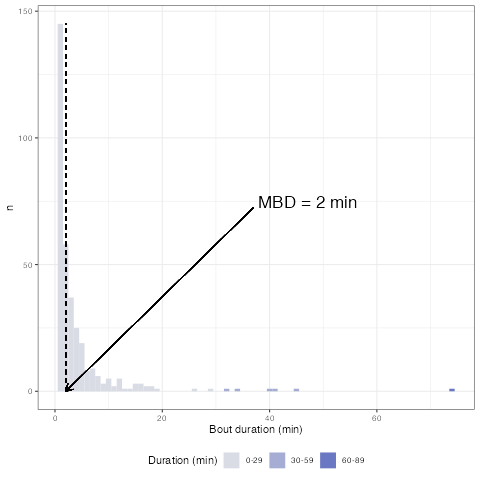 150
100
50
0
n
MBD = 2 min
0 20 40 60
Bout duration (min)
Duration (min) 0-29 30-59 60-89